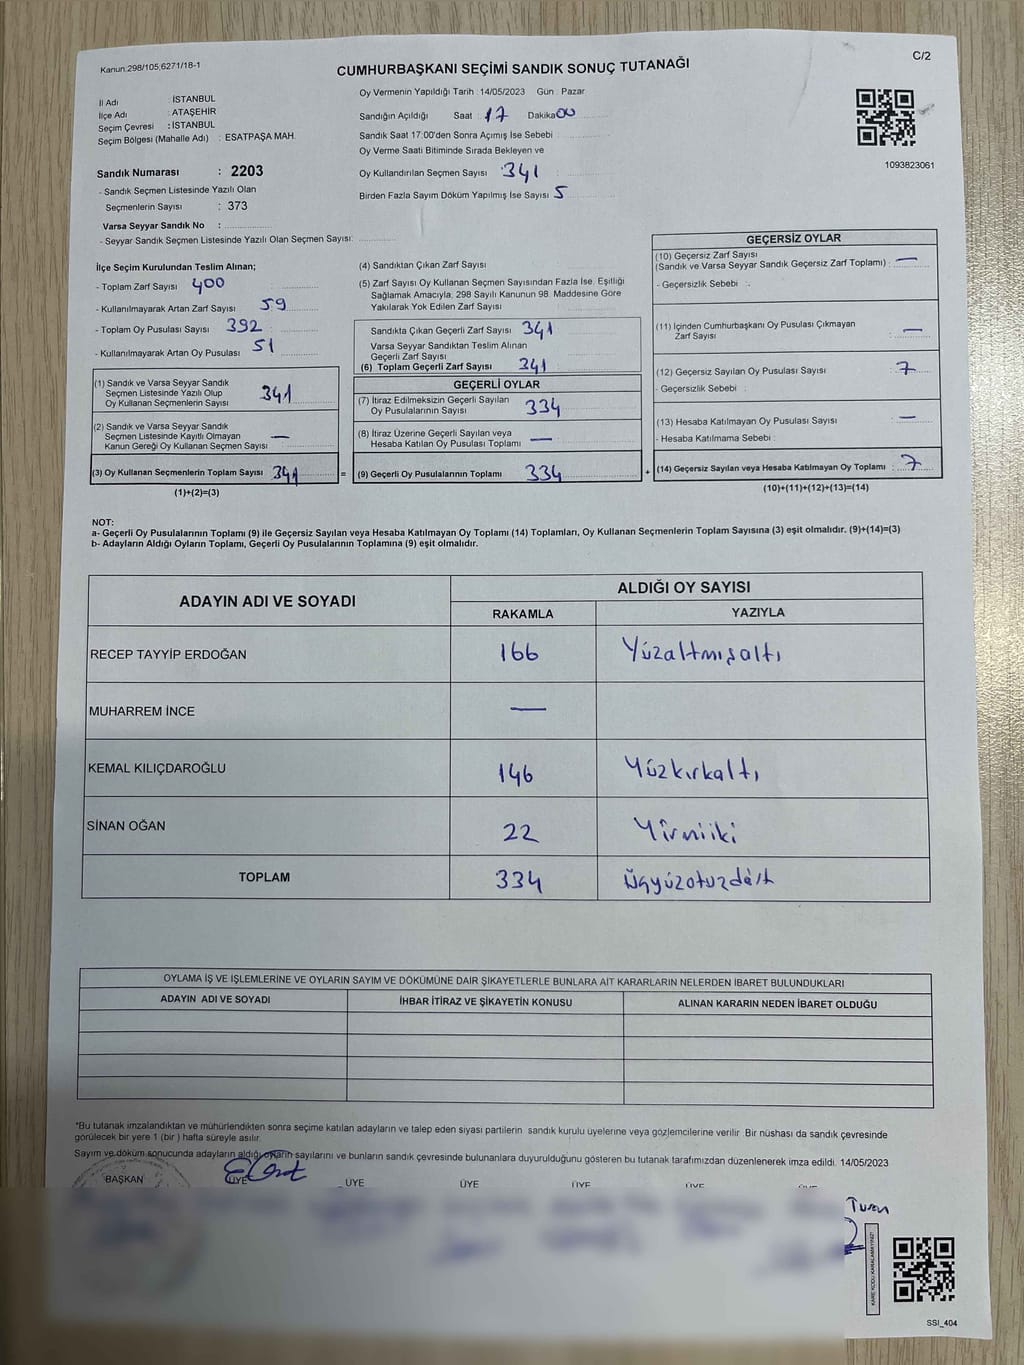 Kanun:298/105,6271/18-1
C/2
CUMHURBAŞKANI SEÇİMİ SANDIK SONUÇ TUTANAĞI
İl Adı : İSTANBUL
İlçe Adı : ATAŞEHİR
Seçim Çevresi : İSTANBUL
Seçim Bölgesi (Mahalle Adı) : ESATPAŞA MAH.
Sandık Numarası : 2203
- Sandık Seçmen Listesinde Yazılı Olan
Seçmenlerin Sayısı : 373
Varsa Seyyar Sandık No :
- Seyyar Sandık Seçmen Listesinde Yazılı Olan Seçmen Sayısı:
Oy Vermenin Yapıldığı Tarih : 14/05/2023 Gün : Pazar
Sandığın Açıldığı Saat : 17 Dakika 00
Sandık Saat 17:00'den Sonra Açımış İse Sebebi
Oy Verme Saati Bitiminde Sırada Bekleyen ve
Oy Kullandırılan Seçmen Sayısı : 341
Birden Fazla Sayım Döküm Yapılmış İse Sayısı 5
1093823061
İlçe Seçim Kurulundan Teslim Alınan;
- Toplam Zarf Sayısı 400
- Kullanılmayarak Artan Zarf Sayısı 59
- Toplam Oy Pusulası Sayısı 392
- Kullanılmayarak Artan Oy Pusulası 51
(1) Sandık ve Varsa Seyyar Sandık
Seçmen Listesinde Yazılı Olup
Oy Kullanan Seçmenlerin Sayısı 341
(2) Sandık ve Varsa Seyyar Sandık
Seçmen Listesinde Kayıtlı Olmayan
Kanun Gereği Oy Kullanan Seçmen Sayısı —
(3) Oy Kullanan Seçmenlerin Toplam Sayısı 341
(1)+(2)=(3)
=
(4) Sandıktan Çıkan Zarf Sayısı
(5) Zarf Sayısı Oy Kullanan Seçmen Sayısından Fazla İse, Eşitliği
Sağlamak Amacıyla; 298 Sayılı Kanunun 98. Maddesine Göre
Yakılarak Yok Edilen Zarf Sayısı
Sandıkta Çıkan Geçerli Zarf Sayısı 341
Varsa Seyyar Sandıktan Teslim Alınan
Geçerli Zarf Sayısı
(6) Toplam Geçerli Zarf Sayısı 341
GEÇERLİ OYLAR
(7) İtiraz Edilmeksizin Geçerli Sayılan
Oy Pusulalarının Sayısı 334
(8) İtiraz Üzerine Geçerli Sayılan veya
Hesaba Katılan Oy Pusulası Toplamı —
(9) Geçerli Oy Pusulalarının Toplamı 334
+
GEÇERSİZ OYLAR
(10) Geçersiz Zarf Sayısı
(Sandık ve Varsa Seyyar Sandık Geçersiz Zarf Toplamı) : —
- Geçersizlik Sebebi :
(11) İçinden Cumhurbaşkanı Oy Pusulası Çıkmayan
Zarf Sayısı : —
(12) Geçersiz Sayılan Oy Pusulası Sayısı : 7
- Geçersizlik Sebebi :
(13) Hesaba Katılmayan Oy Pusulası Sayısı : —
- Hesaba Katılmama Sebebi :
(14) Geçersiz Sayılan veya Hesaba Katılmayan Oy Toplamı : 7
(10)+(11)+(12)+(13)=(14)
NOT:
a- Geçerli Oy Pusulalarının Toplamı (9) ile Geçersiz Sayılan veya Hesaba Katılmayan Oy Toplamı (14) Toplamları, Oy Kullanan Seçmenlerin Toplam Sayısına (3) eşit olmalıdır. (9)+(14)=(3)
b- Adayların Aldığı Oyların Toplamı, Geçerli Oy Pusulalarının Toplamına (9) eşit olmalıdır.
ADAYIN ADI VE SOYADI ALDIĞI OY SAYISI
RAKAMLA YAZIYLA
RECEP TAYYİP ERDOĞAN 166 Yüzaltmışaltı
MUHARREM İNCE —
KEMAL KILIÇDAROĞLU 146 Yüzkırkaltı
SİNAN OĞAN 22 Yirmiiki
TOPLAM 334 Üçyüzotuzdört
OYLAMA İŞ VE İŞLEMLERİNE VE OYLARIN SAYIM VE DÖKÜMÜNE DAİR ŞİKAYETLERLE BUNLARA AİT KARARLARIN NELERDEN İBARET BULUNDUKLARI
ADAYIN ADI VE SOYADI İHBAR İTİRAZ VE ŞİKAYETİN KONUSU ALINAN KARARIN NEDEN İBARET OLDUĞU
*Bu tutanak imzalandıktan ve mühürlendikten sonra seçime katılan adayların ve talep eden siyasi partilerin sandık kurulu üyelerine veya gözlemcilerine verilir. Bir nüshası da sandık çevresinde
görülecek bir yere 1 (bir ) hafta süreyle asılır.
Sayım ve döküm sonucunda adayların aldığı oyların sayılarını ve bunların sandık çevresinde bulunanlara duyurulduğunu gösteren bu tutanak tarafımızdan düzenlenerek imza edildi. 14/05/2023
BAŞKAN ÜYE ÜYE ÜYE ÜYE ÜYE
KARE KODU KARALAMAYINIZ!
SSI_404